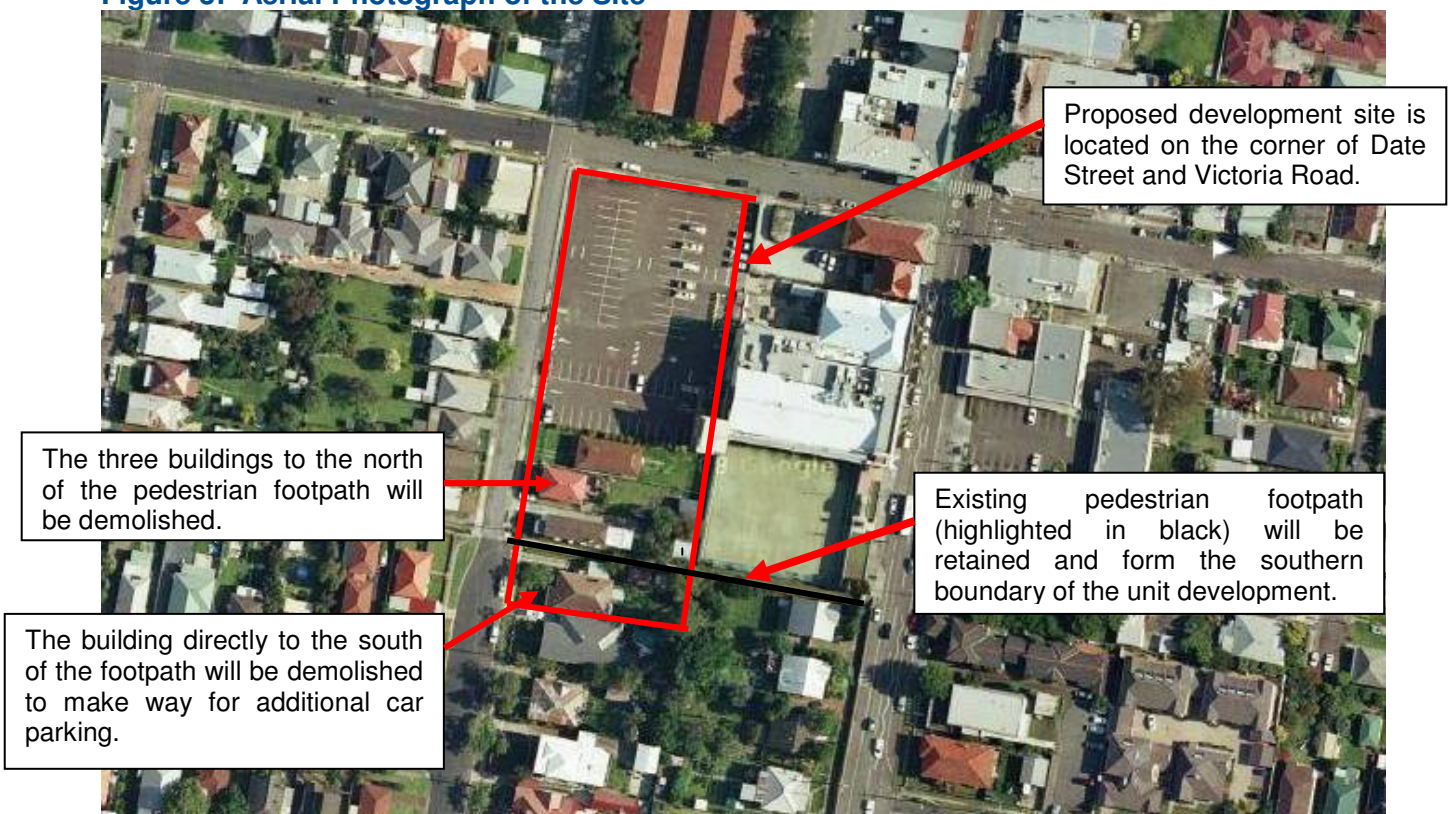 Figure 3: Aerial Photograph of the Site
Proposed development site is
located on the corner of Date
Street and Victoria Road.
The three buildings to the north
of the pedestrian footpath will
be demolished.
Existing pedestrian footpath
(highlighted in black) will be
retained and form the southern
boundary of the unit development.
The building directly to the south
of the footpath will be demolished
to make way for additional car
parking.
Google